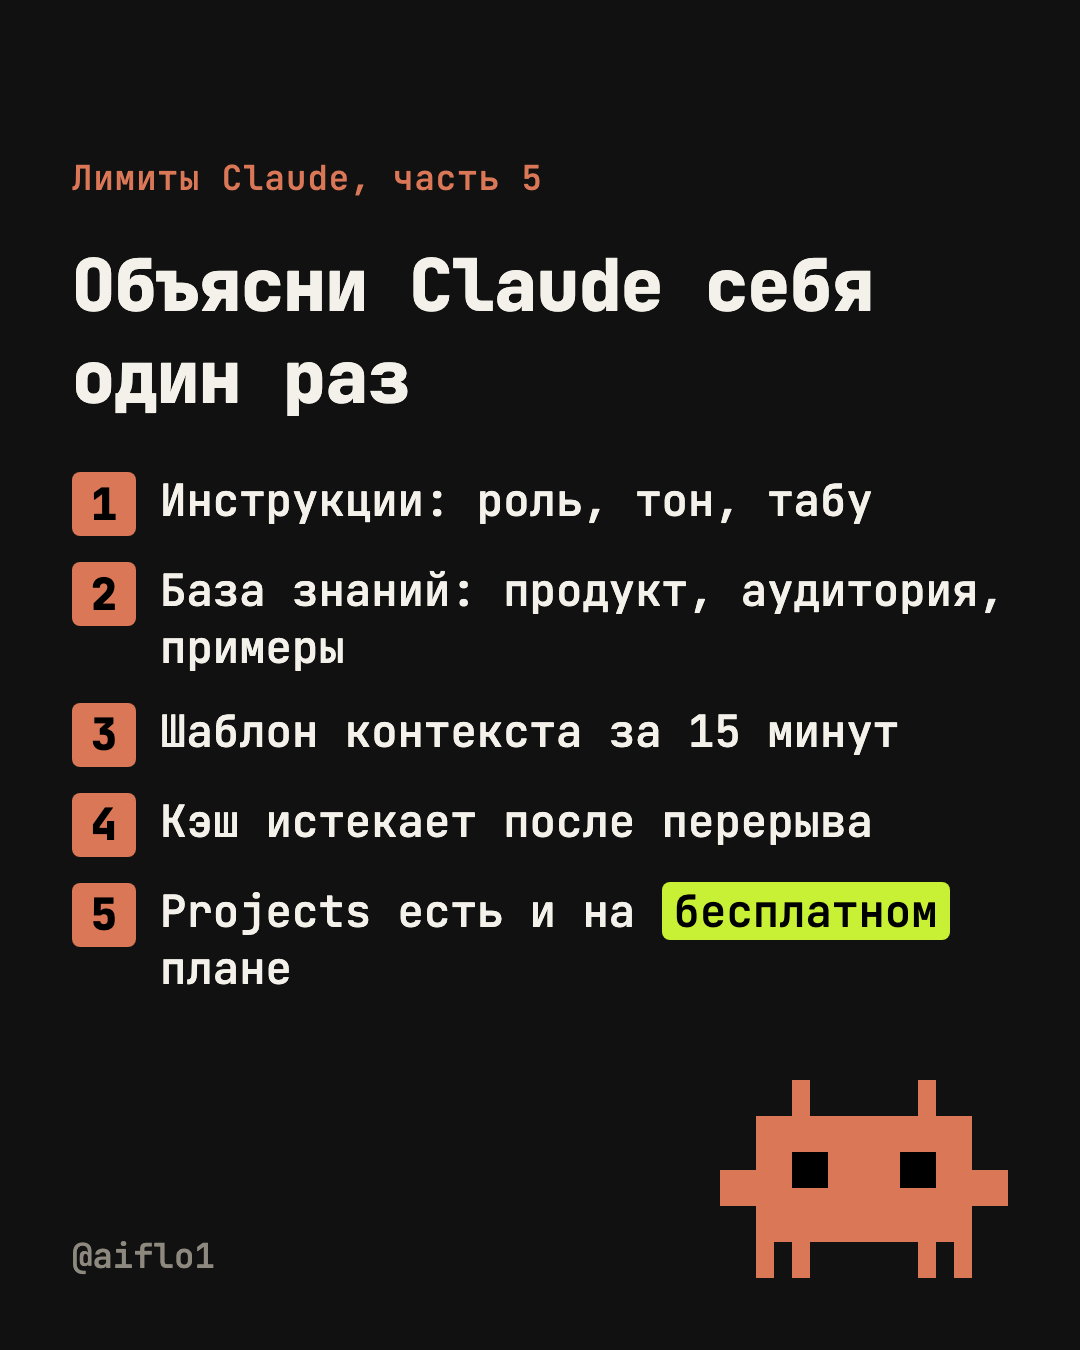 Лимиты Claude, часть 5
Объясни Claude себя
один раз
1 Инструкции: роль, тон, табу
2 База знаний: продукт, аудитория,
примеры
3 Шаблон контекста за 15 минут
4 Кэш истекает после перерыва
5 Projects есть и на бесплатном
плане
@aiflo1